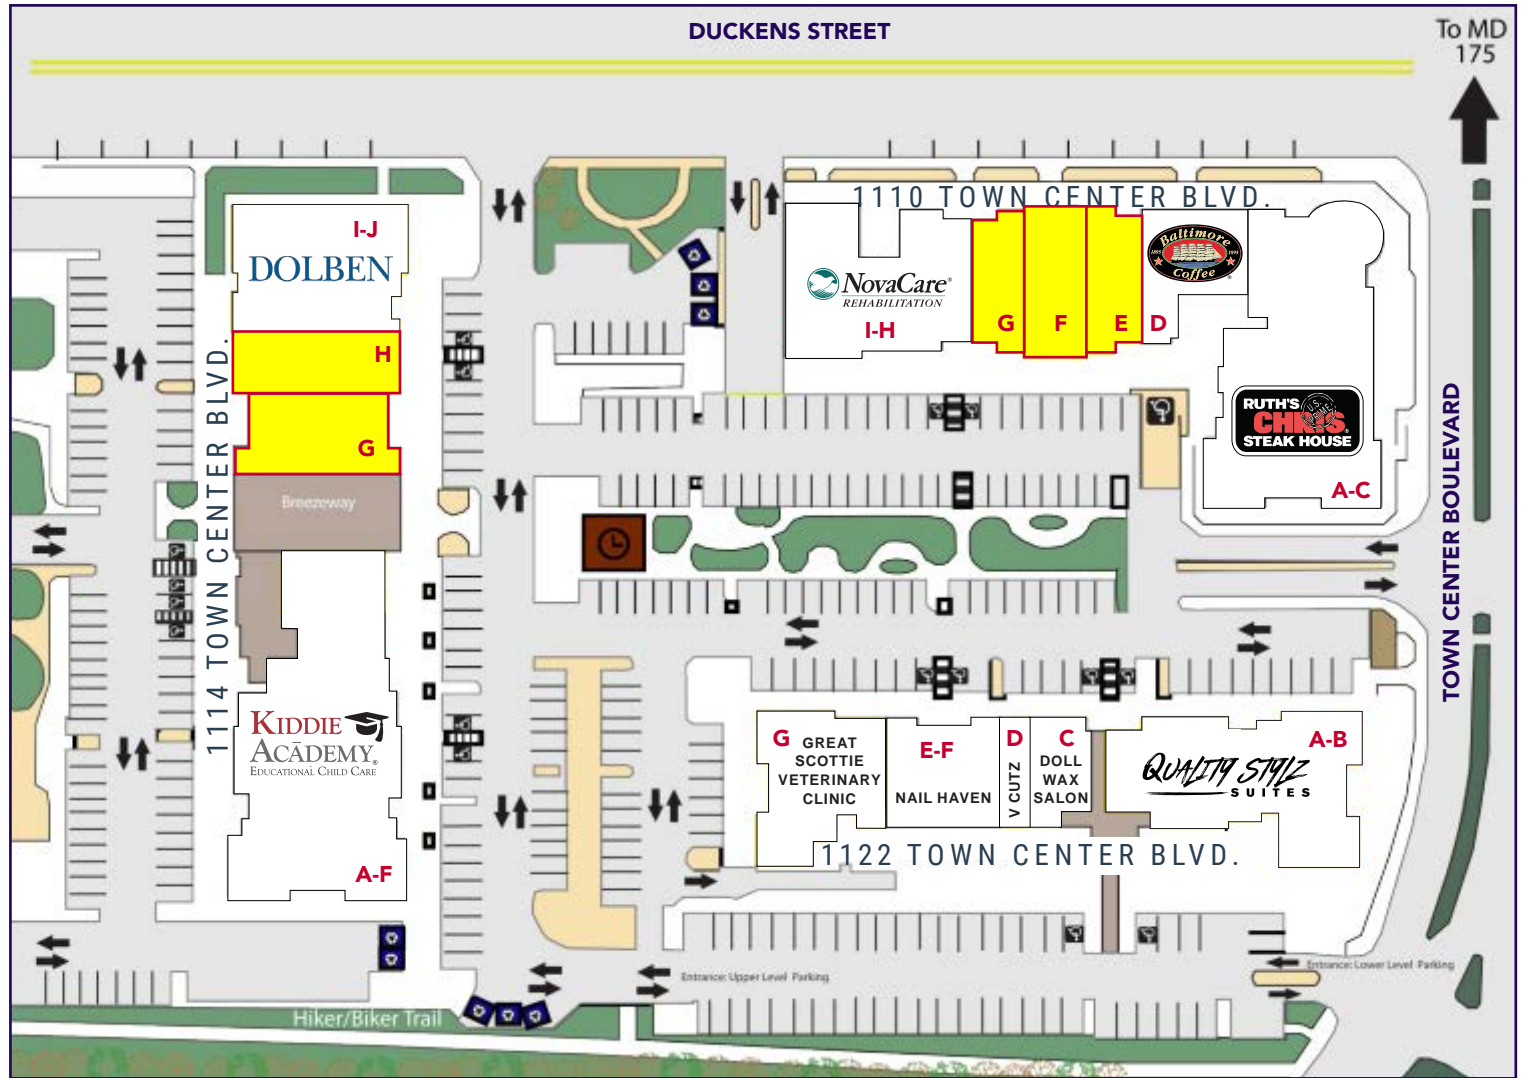 DUCKENS STREET
To MD
175
1110 TOWN CENTER BLVD.
I-J
DOLBEN
H
G
Breezeway
1114 TOWN CENTER BLVD.
KIDDIE
ACĀDEMY®
EDUCATIONAL CHILD CARE
A-F
NovaCare®
REHABILITATION
I-H
G
F
E
D
Baltimore
Coffee
RUTH'S
U.S. PRIME
CHRIS
STEAK HOUSE®
A-C
TOWN CENTER BOULEVARD
G
GREAT
SCOTTIE
VETERINARY
CLINIC
E-F
NAIL HAVEN
D
V CUTZ
C
DOLL
WAX
SALON
A-B
QUALITY STYLZ
SUITES
1122 TOWN CENTER BLVD.
Entrance: Upper Level Parking
Entrance: Lower Level Parking
Hiker/Biker Trail